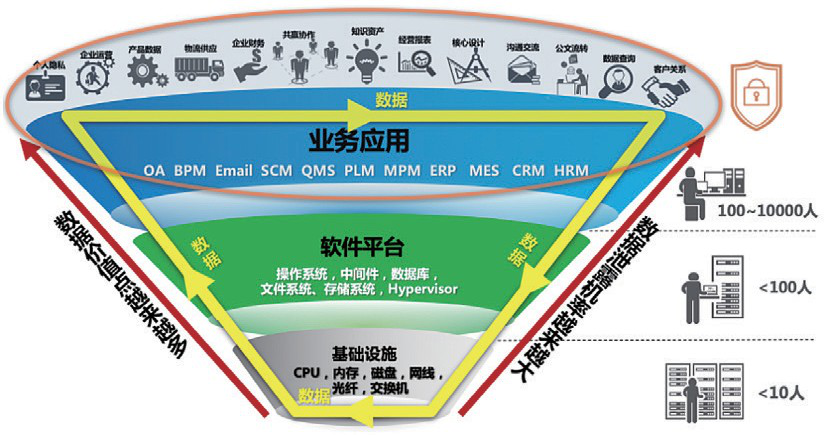 个人隐私
企业运营
产品数据
物流供应
企业财务
共赢协作
知识资产
经营报表
核心设计
沟通交流
公文流转
数据查询
客户关系
数据
业务应用
OA BPM Email SCM QMS PLM MPM ERP MES CRM HRM
100~10000人
数据价值点越来越多
数据
软件平台
数据
数据泄露机率越来越大
操作系统，中间件，数据库，
文件系统、存储系统，Hypervisor
<100人
基础设施
CPU，内存，磁盘，网线，
光纤，交换机
数据
<10人